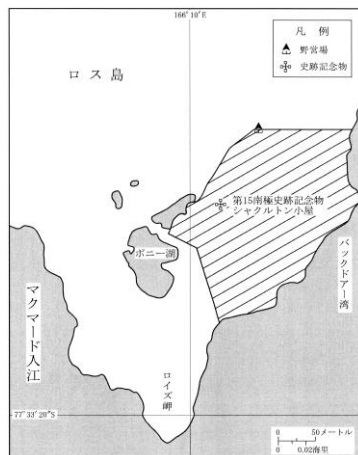 166°10′E
凡例
野営場
史跡記念物
ロス島
第15南極史跡記念物
シャクルトン小屋
ポニー湖
バックドアー湾
マクマード入江
ロイズ岬
77°33′20″S
0 50メートル
0 0.02海里